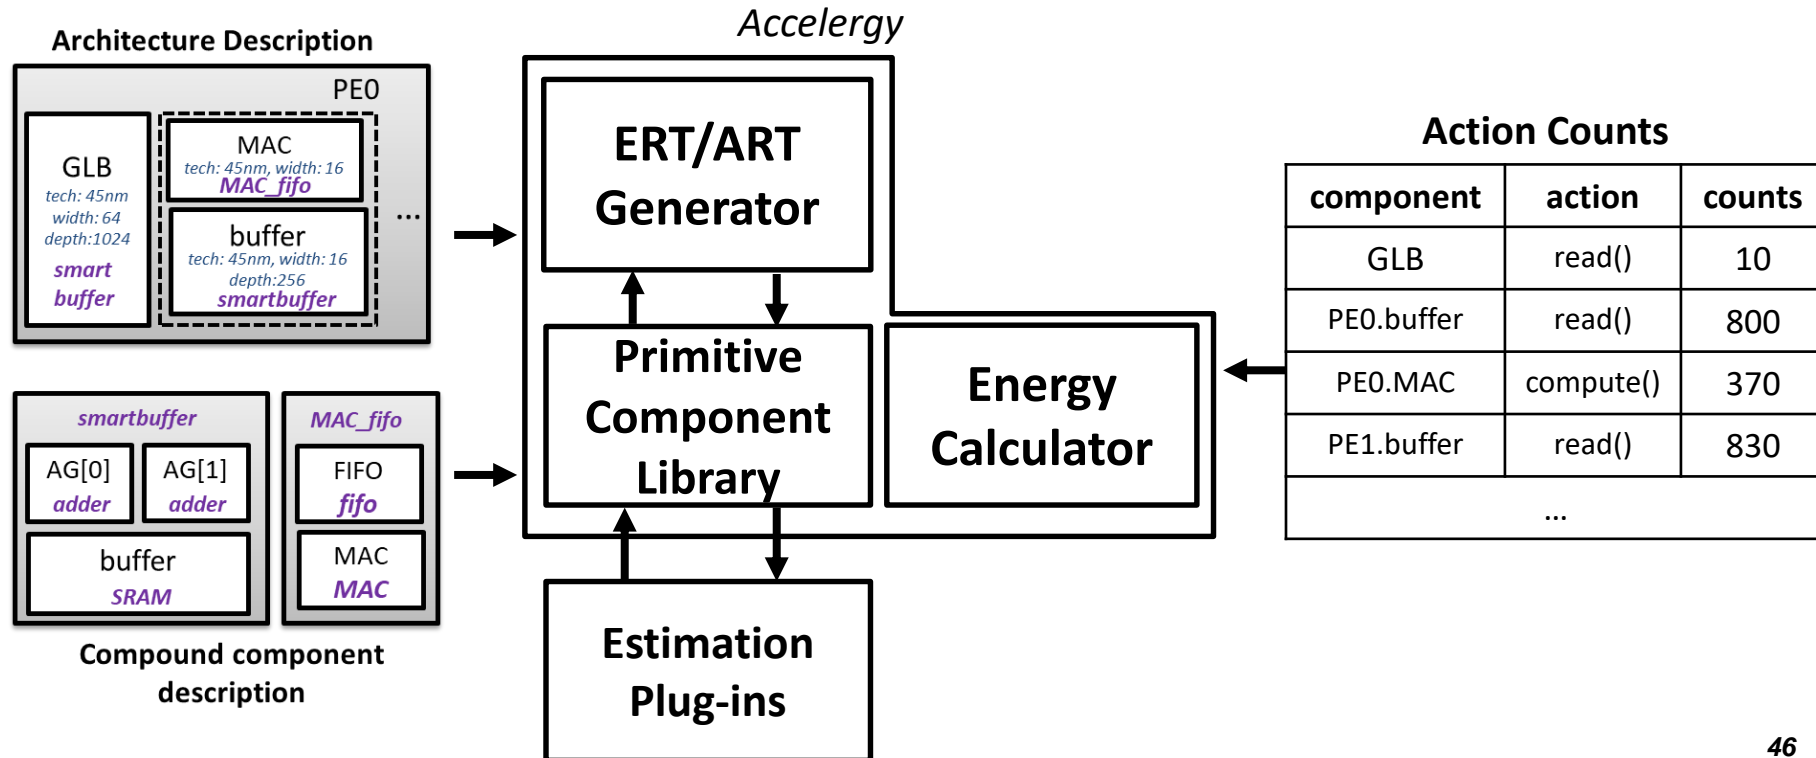 Accelergy
Architecture Description
PE0
GLB
tech: 45nm
width: 64
depth:1024
smart
buffer
MAC
tech: 45nm, width: 16
MAC_fifo
buffer
tech: 45nm, width: 16
depth:256
smartbuffer
...
smartbuffer
AG[0]
adder
AG[1]
adder
buffer
SRAM
MAC_fifo
FIFO
fifo
MAC
MAC
Compound component
description
ERT/ART
Generator
Primitive
Component
Library
Energy
Calculator
Estimation
Plug-ins
Action Counts
component action counts
GLB read() 10
PE0.buffer read() 800
PE0.MAC compute() 370
PE1.buffer read() 830
...
46